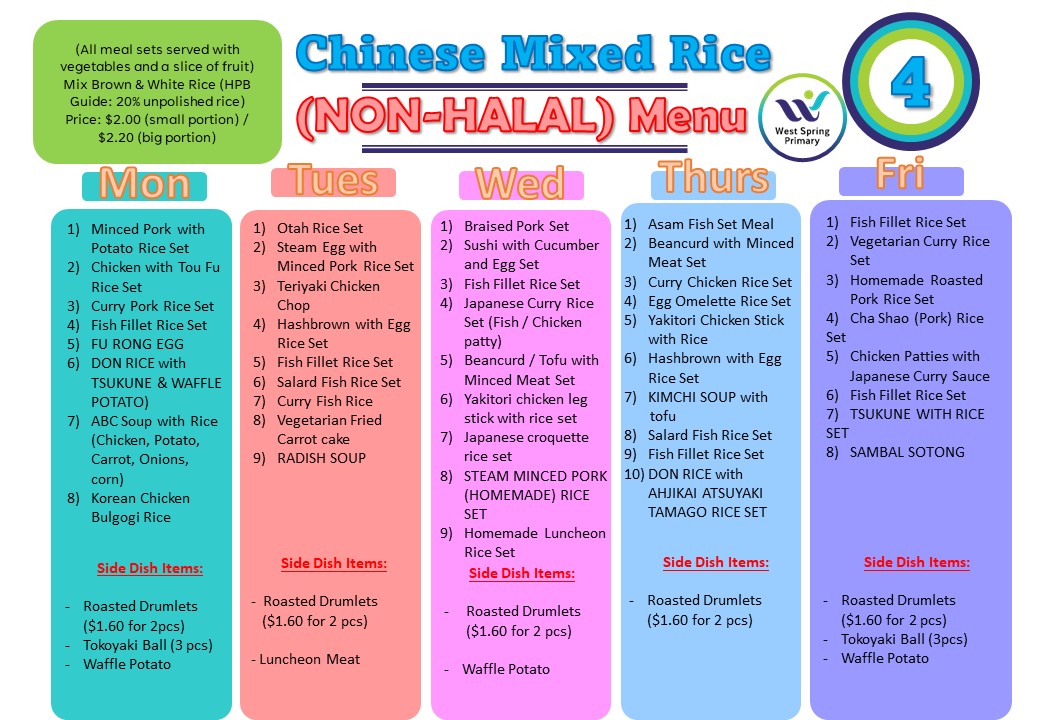 (All meal sets served with
vegetables and a slice of fruit)
Mix Brown & White Rice (HPB
Guide: 20% unpolished rice)
Price: $2.00 (small portion) /
$2.20 (big portion)
Chinese Mixed Rice
(NON-HALAL) Menu
West Spring
Primary
4
Mon
1) Minced Pork with
Potato Rice Set
2) Chicken with Tou Fu
Rice Set
3) Curry Pork Rice Set
4) Fish Fillet Rice Set
5) FU RONG EGG
6) DON RICE with
TSUKUNE & WAFFLE
POTATO)
7) ABC Soup with Rice
(Chicken, Potato,
Carrot, Onions,
corn)
8) Korean Chicken
Bulgogi Rice
Side Dish Items:
- Roasted Drumlets
($1.60 for 2pcs)
- Tokoyaki Ball (3 pcs)
- Waffle Potato
Tues
1) Otah Rice Set
2) Steam Egg with
Minced Pork Rice Set
3) Teriyaki Chicken
Chop
4) Hashbrown with Egg
Rice Set
5) Fish Fillet Rice Set
6) Salard Fish Rice Set
7) Curry Fish Rice
8) Vegetarian Fried
Carrot cake
9) RADISH SOUP
Side Dish Items:
- Roasted Drumlets
($1.60 for 2 pcs)
- Luncheon Meat
Wed
1) Braised Pork Set
2) Sushi with Cucumber
and Egg Set
3) Fish Fillet Rice Set
4) Japanese Curry Rice
Set (Fish / Chicken
patty)
5) Beancurd / Tofu with
Minced Meat Set
6) Yakitori chicken leg
stick with rice set
7) Japanese croquette
rice set
8) STEAM MINCED PORK
(HOMEMADE) RICE
SET
9) Homemade Luncheon
Rice Set
Side Dish Items:
- Roasted Drumlets
($1.60 for 2 pcs)
- Waffle Potato
Thurs
1) Asam Fish Set Meal
2) Beancurd with Minced
Meat Set
3) Curry Chicken Rice Set
4) Egg Omelette Rice Set
5) Yakitori Chicken Stick
with Rice
6) Hashbrown with Egg
Rice Set
7) KIMCHI SOUP with
tofu
8) Salard Fish Rice Set
9) Fish Fillet Rice Set
10) DON RICE with
AHJIKAI ATSUYAKI
TAMAGO RICE SET
Side Dish Items:
- Roasted Drumlets
($1.60 for 2 pcs)
Fri
1) Fish Fillet Rice Set
2) Vegetarian Curry Rice
Set
3) Homemade Roasted
Pork Rice Set
4) Cha Shao (Pork) Rice
Set
5) Chicken Patties with
Japanese Curry Sauce
6) Fish Fillet Rice Set
7) TSUKUNE WITH RICE
SET
8) SAMBAL SOTONG
Side Dish Items:
- Roasted Drumlets
($1.60 for 2 pcs)
- Tokoyaki Ball (3pcs)
- Waffle Potato